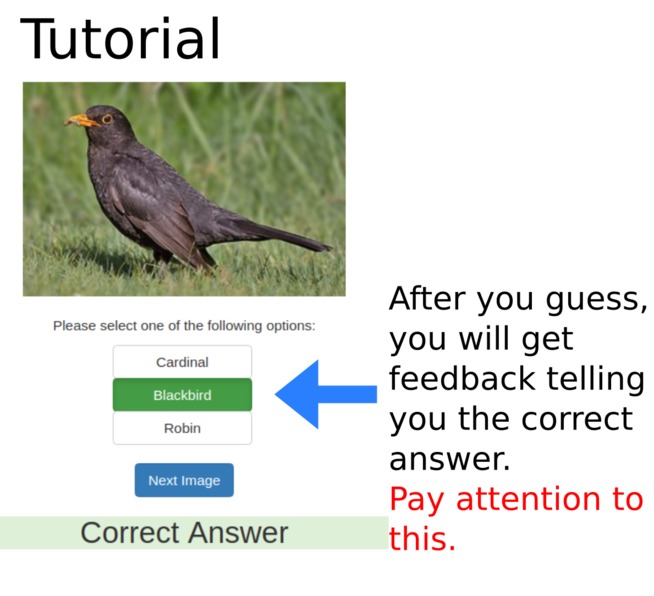 Tutorial
Please select one of the following options:
Cardinal
Blackbird
Robin
Next Image
Correct Answer
After you guess,
you will get
feedback telling
you the correct
answer.
Pay attention to
this.